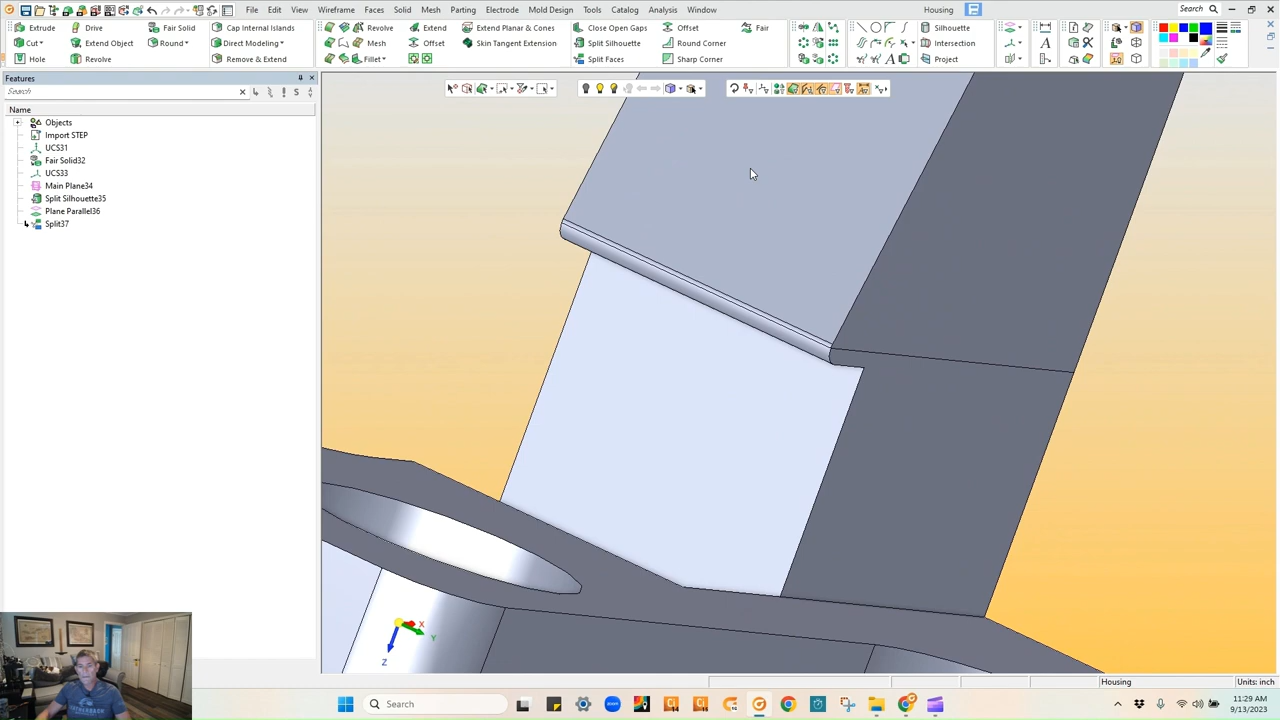 File Edit View Wireframe Faces Solid Mesh Parting Electrode Mold Design Tools Catalog Analysis Window Housing Search
Extrude Drive Fair Solid Cap Internal Islands Revolve Extend Extend Planar & Cones Close Open Gaps Offset Fair Silhouette
Cut Extend Object Round Direct Modeling Mesh Offset Skin Tangent Extension Split Silhouette Round Corner Intersection
Hole Revolve Remove & Extend Fillet Split Faces Sharp Corner Project
Features
Search
Name
Objects
Import STEP
UCS31
Fair Solid32
UCS33
Main Plane34
Split Silhouette35
Plane Parallel36
Split37
X
Y
Z
Housing Units: inch
Search
zoom
11:29 AM
9/13/2023